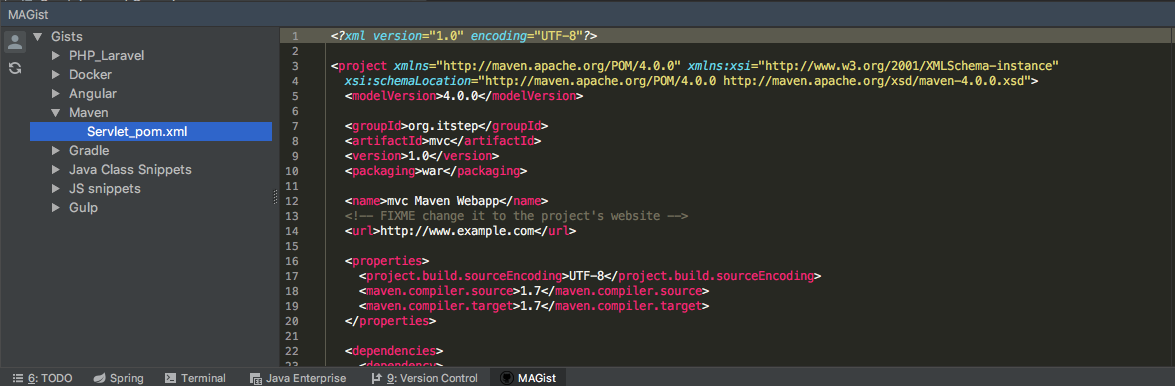 MAGist
Gists
PHP_Laravel
Docker
Angular
Maven
Servlet_pom.xml
Gradle
Java Class Snippets
JS snippets
Gulp
1 <?xml version="1.0" encoding="UTF-8"?>
2
3 <project xmlns="http://maven.apache.org/POM/4.0.0" xmlns:xsi="http://www.w3.org/2001/XMLSchema-instance"
4 xsi:schemaLocation="http://maven.apache.org/POM/4.0.0 http://maven.apache.org/xsd/maven-4.0.0.xsd">
5 <modelVersion>4.0.0</modelVersion>
6
7 <groupId>org.itstep</groupId>
8 <artifactId>mvc</artifactId>
9 <version>1.0</version>
10 <packaging>war</packaging>
11
12 <name>mvc Maven Webapp</name>
13 <!-- FIXME change it to the project's website -->
14 <url>http://www.example.com</url>
15
16 <properties>
17 <project.build.sourceEncoding>UTF-8</project.build.sourceEncoding>
18 <maven.compiler.source>1.7</maven.compiler.source>
19 <maven.compiler.target>1.7</maven.compiler.target>
20 </properties>
21
22 <dependencies>
23 <dependency>
6: TODO Spring Terminal Java Enterprise 9: Version Control MAGist